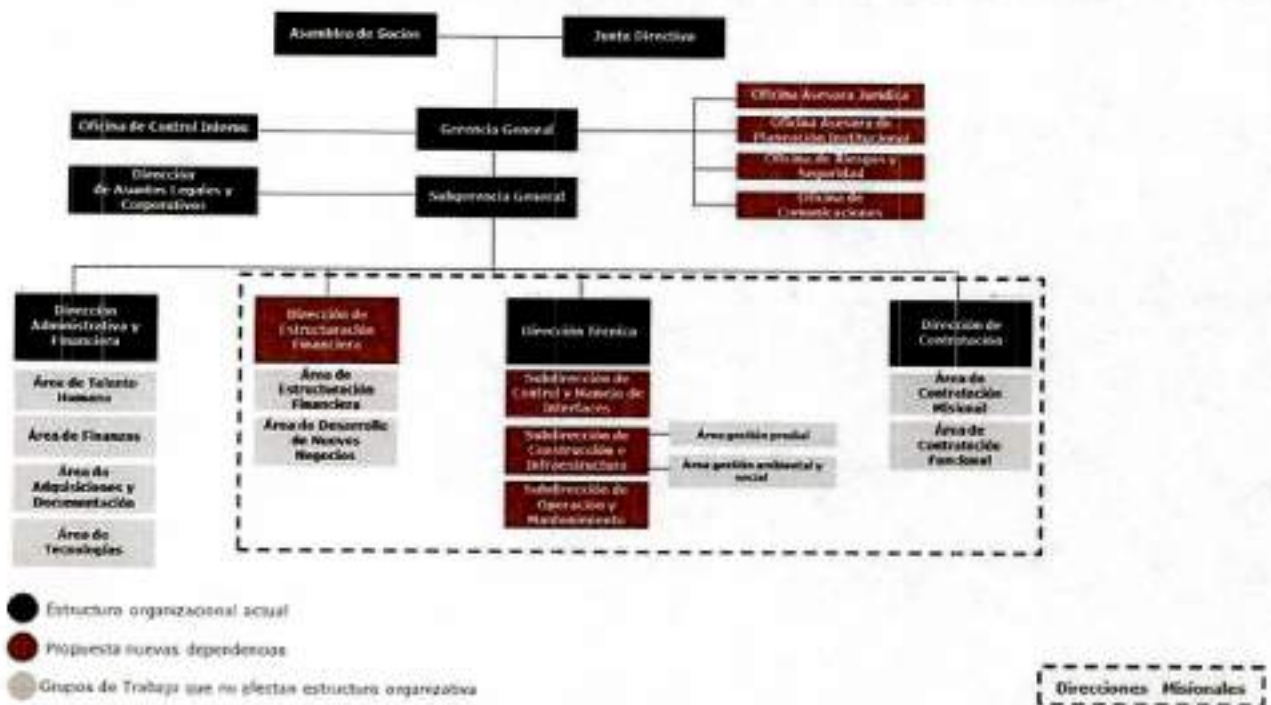 Asamblea de Socios
Junta Directiva
Oficina de Control Interno
Gerencia General
Oficina Asesora Jurídica
Oficina Asesora de
Planeación Institucional
Oficina de Riesgos y
Seguridad
Oficina de
Comunicaciones
Dirección
de Asuntos Legales y
Corporativos
Subgerencia General
Dirección
Administrativa y
Financiera
Área de Talento
Humano
Área de Finanzas
Área de
Adquisiciones y
Documentación
Área de
Tecnologías
Dirección de
Estructuración
Financiera
Área de
Estructuración
Financiera
Área de Desarrollo
de Nuevos
Negocios
Dirección Técnica
Subdirección de
Control y Manejo de
Interfaces
Subdirección de
Construcción e
Infraestructura
Subdirección de
Operación y
Mantenimiento
Área gestión predial
Área gestión ambiental y
social
Dirección de
Contratación
Área de
Contratación
Misional
Área de
Contratación
Funcional
Estructura organizacional actual
Propuesta nuevas dependencias
Grupos de Trabajo que no afectan estructura organizativa
Direcciones Misionales